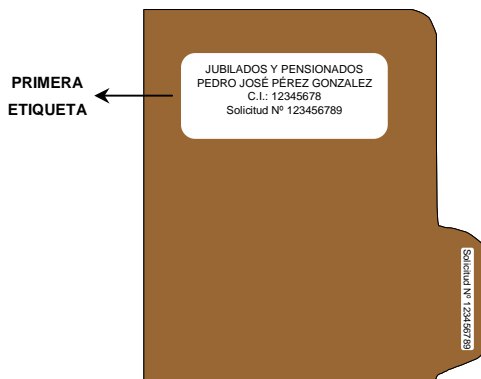 PRIMERA
ETIQUETA
JUBILADOS Y PENSIONADOS
PEDRO JOSÉ PÉREZ GONZALEZ
C.I.: 12345678
Solicitud Nº 123456789
Solicitud Nº 123456789